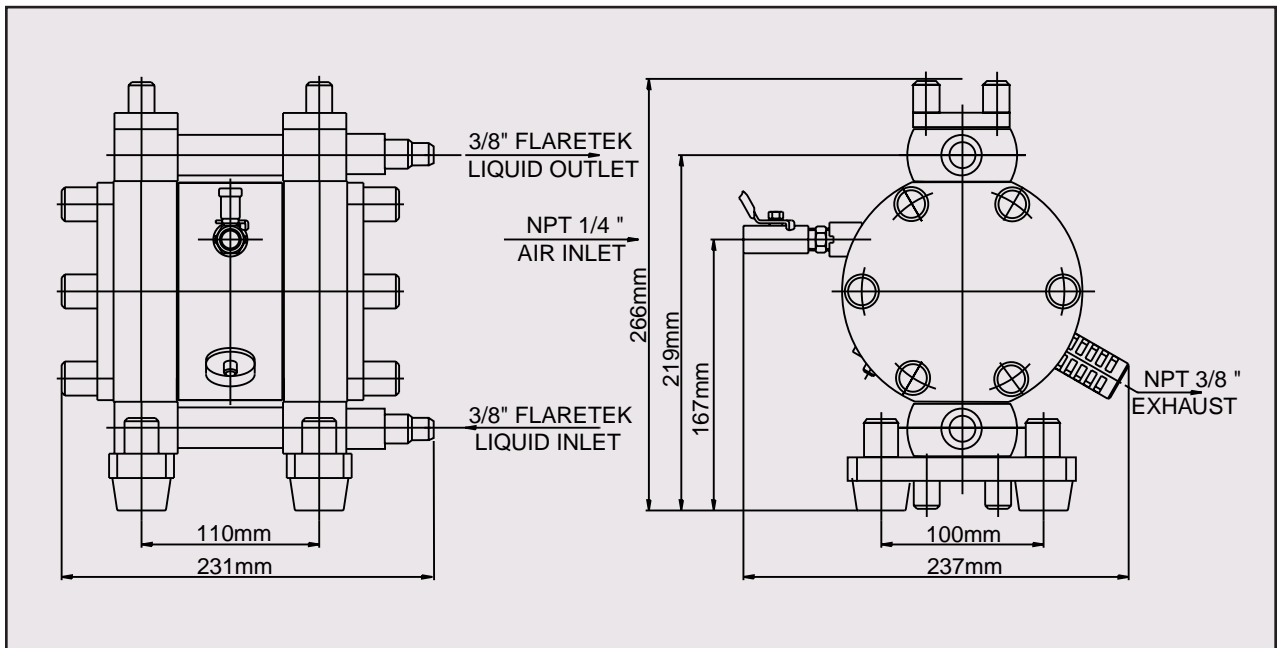 3/8" FLARETEK
LIQUID OUTLET
NPT 1/4 "
AIR INLET
3/8" FLARETEK
LIQUID INLET
110mm
231mm
266mm
219mm
167mm
NPT 3/8 "
EXHAUST
100mm
237mm